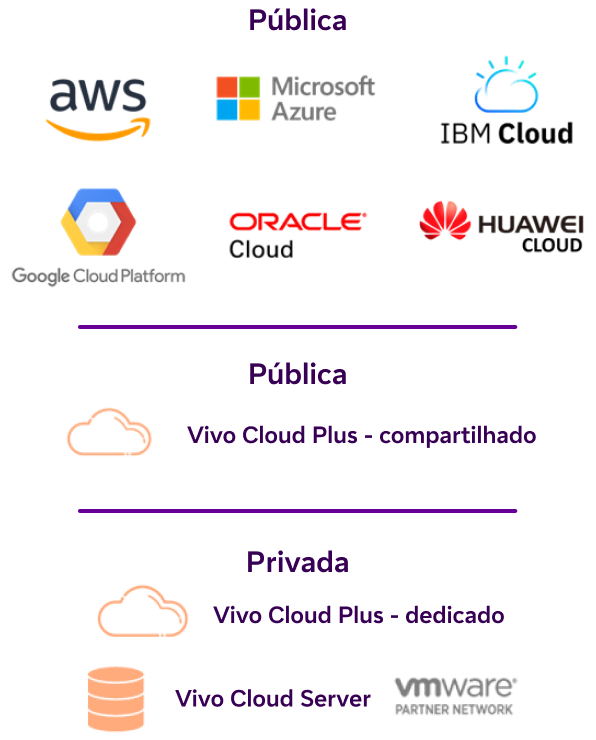 Pública
aws
Microsoft
Azure
IBM Cloud
Google Cloud Platform
ORACLE®
Cloud
HUAWEI
CLOUD
Pública
Vivo Cloud Plus - compartilhado
Privada
Vivo Cloud Plus - dedicado
Vivo Cloud Server
vmware®
PARTNER NETWORK